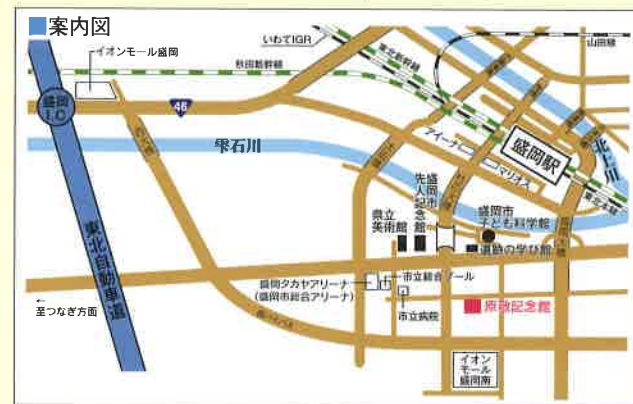 案内図
イオンモール盛岡
いわてIGR
秋田新幹線
東北新幹線
山田線
盛岡
I.C
46
雫石川
北上川
盛岡駅
アイーナ
マリオス
東北本線
盛岡市
先人記念館
県立
美術館
盛岡市
子ども科学館
遺跡の学び館
東北自動車道
盛岡タカヤアリーナ
(盛岡市総合アリーナ)
市立総合プール
市立病院
←
至つなぎ方面
西バイパス
原敬記念館
イオン
モール
盛岡南